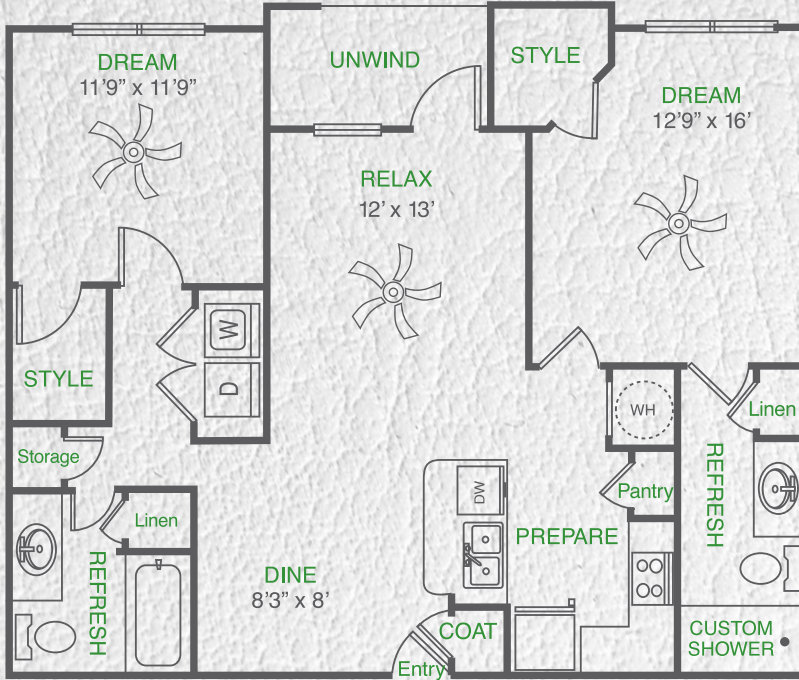 DREAM
11’9” x 11’9”
UNWIND
STYLE
DREAM
12’9” x 16’
RELAX
12’ x 13’
STYLE
W
D
Storage
Linen
REFRESH
DINE
8’3” x 8’
WH
Linen
REFRESH
Pantry
DW
PREPARE
COAT
Entry
CUSTOM
SHOWER